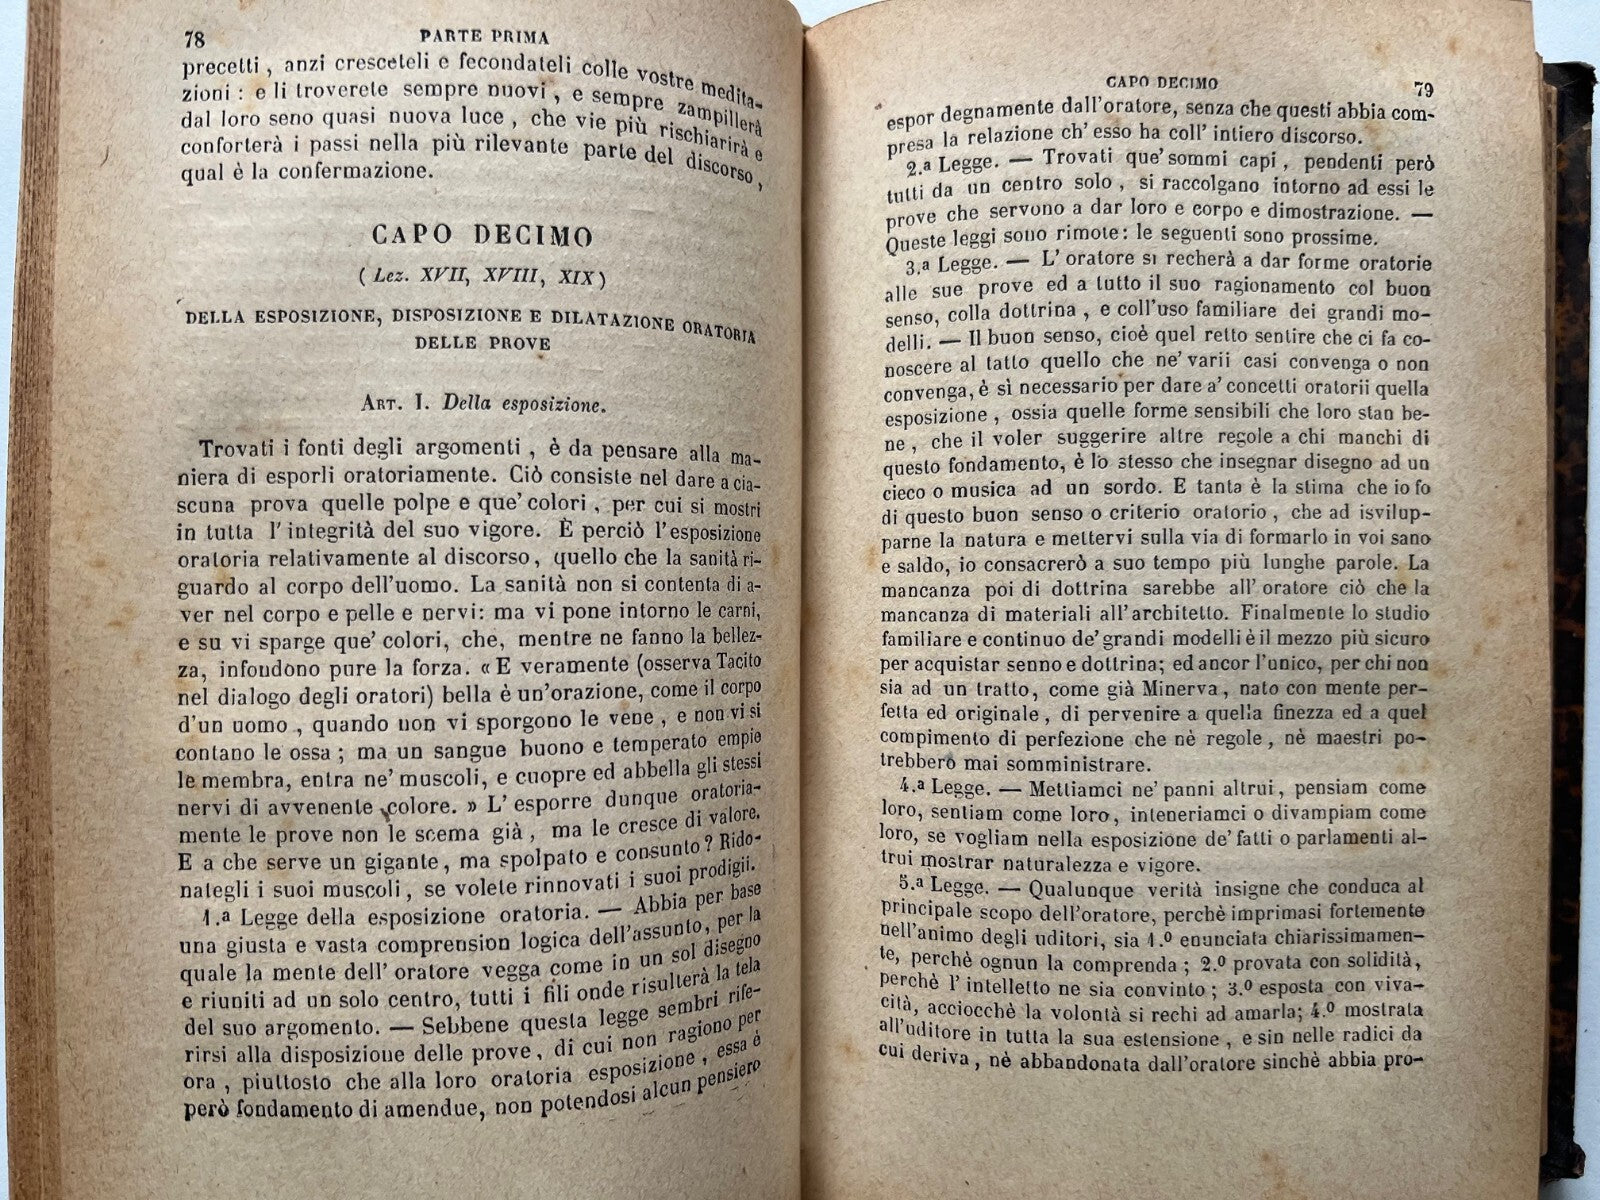 78 PARTE PRIMA
precetti, anzi cresceteli e fecondateli colle vostre medita-
zioni: e li troverete sempre nuovi, e sempre zampillerà
dal loro seno quasi nuova luce, che vie più rischiarirà e
conforterà i passi nella più rilevante parte del discorso,
qual è la confermazione.
CAPO DECIMO
(Lez. XVII, XVIII, XIX)
DELLA ESPOSIZIONE, DISPOSIZIONE E DILATAZIONE ORATORIA
DELLE PROVE
ART. I. Della esposizione.
Trovati i fonti degli argomenti, è da pensare alla ma-
niera di esporli oratoriamente. Ciò consiste nel dare a cia-
scuna prova quelle polpe e que' colori, per cui si mostri
in tutta l'integrità del suo vigore. È perciò l'esposizione
oratoria relativamente al discorso, quello che la sanità ri-
guardo al corpo dell'uomo. La sanità non si contenta di a-
ver nel corpo e pelle e nervi: ma vi pone intorno le carni,
e su vi sparge que' colori, che, mentre ne fanno la bellez-
za, infondono pure la forza. « E veramente (osserva Tacito
nel dialogo degli oratori) bella è un'orazione, come il corpo
d'un uomo, quando non vi sporgono le vene, e non vi si
contano le ossa; ma un sangue buono e temperato empie
le membra, entra ne' muscoli, e cuopre ed abbella gli stessi
nervi di avvenente colore. » L'esporre dunque oratoria-
mente le prove non le scema già, ma le cresce di valore.
E a che serve un gigante, ma spolpato e consunto? Rido-
nategli i suoi muscoli, se volete rinnovati i suoi prodigii.
1.ª Legge della esposizione oratoria. — Abbia per base
una giusta e vasta comprension logica dell'assunto, per la
quale la mente dell'oratore vegga come in un sol disegno
e riuniti ad un solo centro, tutti i fili onde risulterà la tela
del suo argomento. — Sebbene questa legge sembri rife-
rirsi alla disposizione delle prove, di cui non ragiono per
ora, piuttosto che alla loro oratoria esposizione, essa è
però fondamento di amendue, non potendosi alcun pensiero
CAPO DECIMO 79
espor degnamente dall'oratore, senza che questi abbia com-
presa la relazione ch'esso ha coll'intiero discorso.
2.ª Legge. — Trovati que' sommi capi, pendenti però
tutti da un centro solo, si raccolgano intorno ad essi le
prove che servono a dar loro e corpo e dimostrazione. —
Queste leggi sono rimote: le seguenti sono prossime.
3.ª Legge. — L'oratore si recherà a dar forme oratorie
alle sue prove ed a tutto il suo ragionamento col buon
senso, colla dottrina, e coll'uso familiare dei grandi mo-
delli. — Il buon senso, cioè quel retto sentire che ci fa co-
noscere al tatto quello che ne' varii casi convenga o non
convenga, è sì necessario per dare a' concetti oratorii quella
esposizione, ossia quelle forme sensibili che loro stan be-
ne, che il voler suggerire altre regole a chi manchi di
questo fondamento, è lo stesso che insegnar disegno ad un
cieco o musica ad un sordo. E tanta è la stima che io fo
di questo buon senso o criterio oratorio, che ad isvilup-
parne la natura e mettervi sulla via di formarlo in voi sano
e saldo, io consacrerò a suo tempo più lunghe parole. La
mancanza poi di dottrina sarebbe all'oratore ciò che la
mancanza di materiali all'architetto. Finalmente lo studio
familiare e continuo de' grandi modelli è il mezzo più sicuro
per acquistar senno e dottrina; ed ancor l'unico, per chi non
sia ad un tratto, come già Minerva, nato con mente per-
fetta ed originale, di pervenire a quella finezza ed a quel
compimento di perfezione che nè regole, nè maestri po-
trebbero mai somministrare.
4.ª Legge. — Mettiamci ne' panni altrui, pensiam come
loro, sentiam come loro, inteneriamci o divampiam come
loro, se vogliam nella esposizione de' fatti o parlamenti al-
trui mostrar naturalezza e vigore.
5.ª Legge. — Qualunque verità insigne che conduca al
principale scopo dell'oratore, perchè imprimasi fortemente
nell'animo degli uditori, sia 1.º enunciata chiarissimamen-
te, perchè ognun la comprenda; 2.º provata con solidità,
perchè l'intelletto ne sia convinto; 3.º esposta con viva-
cità, acciocchè la volontà si rechi ad amarla; 4.º mostrata
all'uditore in tutta la sua estensione, e sin nelle radici da
cui deriva, nè abbandonata dall'oratore sinchè abbia pro-